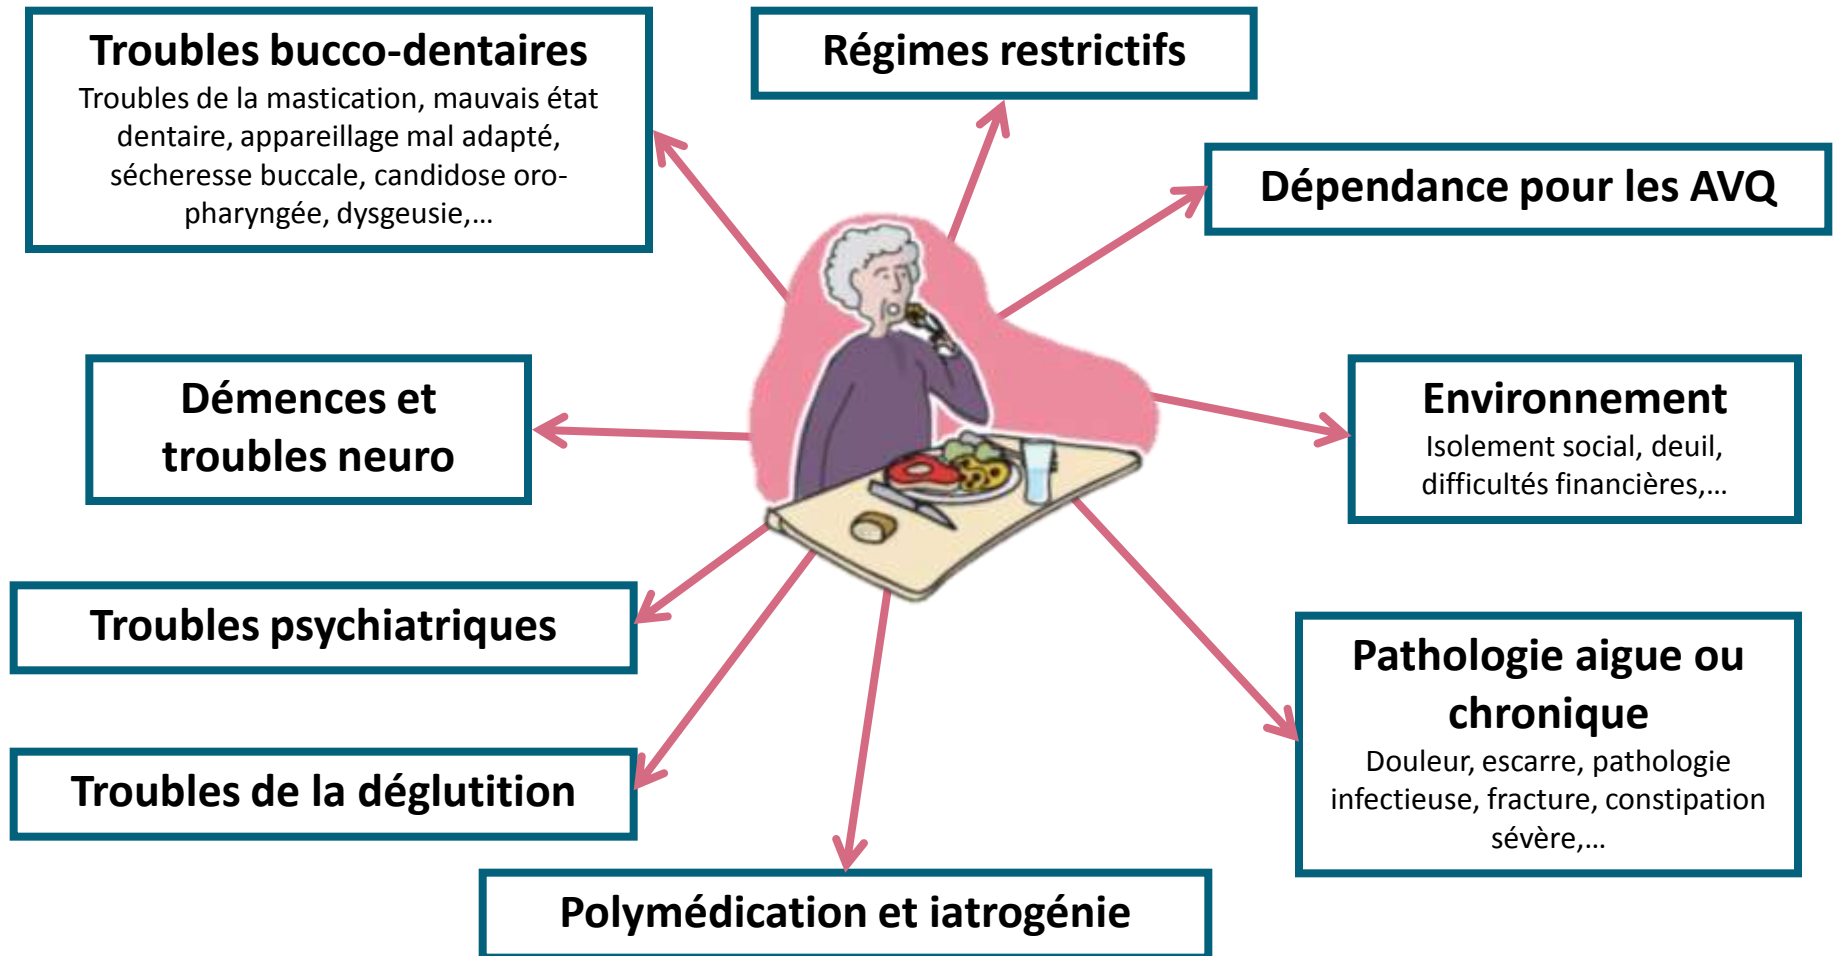 Troubles bucco-dentaires
Troubles de la mastication, mauvais état
dentaire, appareillage mal adapté,
sécheresse buccale, candidose oro-
pharyngée, dysgeusie,…
Régimes restrictifs
Dépendance pour les AVQ
Démences et
troubles neuro
Environnement
Isolement social, deuil,
difficultés financières,…
Troubles psychiatriques
Pathologie aigue ou
chronique
Douleur, escarre, pathologie
infectieuse, fracture, constipation
sévère,…
Troubles de la déglutition
Polymédication et iatrogénie